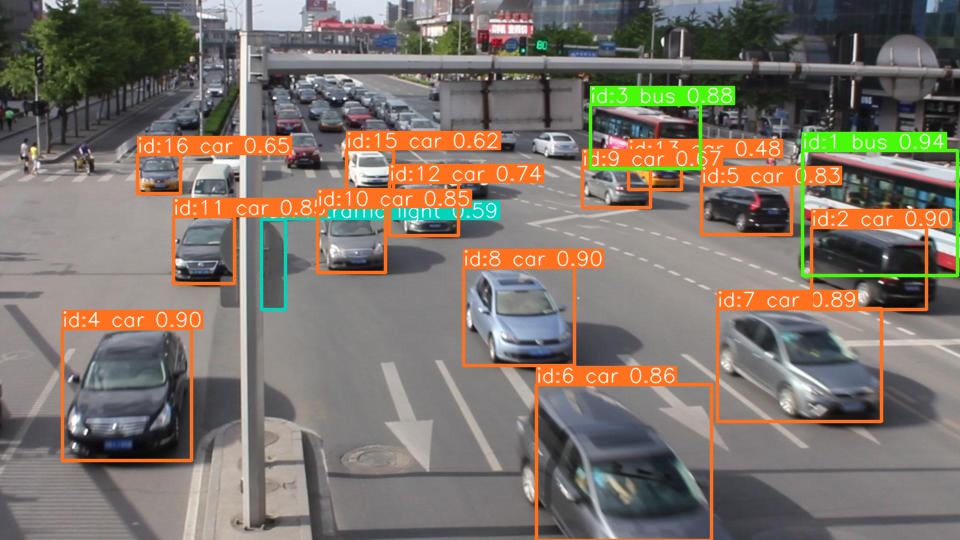 80
id:3 bus 0.88
id:16 car 0.65
id:15 car 0.62
id:13 car 0.48
id:9 car 0.67
id:1 bus 0.94
id:12 car 0.74
id:5 car 0.83
id:11 car 0.8
id:10 car 0.85
traffic light 0.59
id:2 car 0.90
id:8 car 0.90
id:7 car 0.89
id:4 car 0.90
id:6 car 0.86